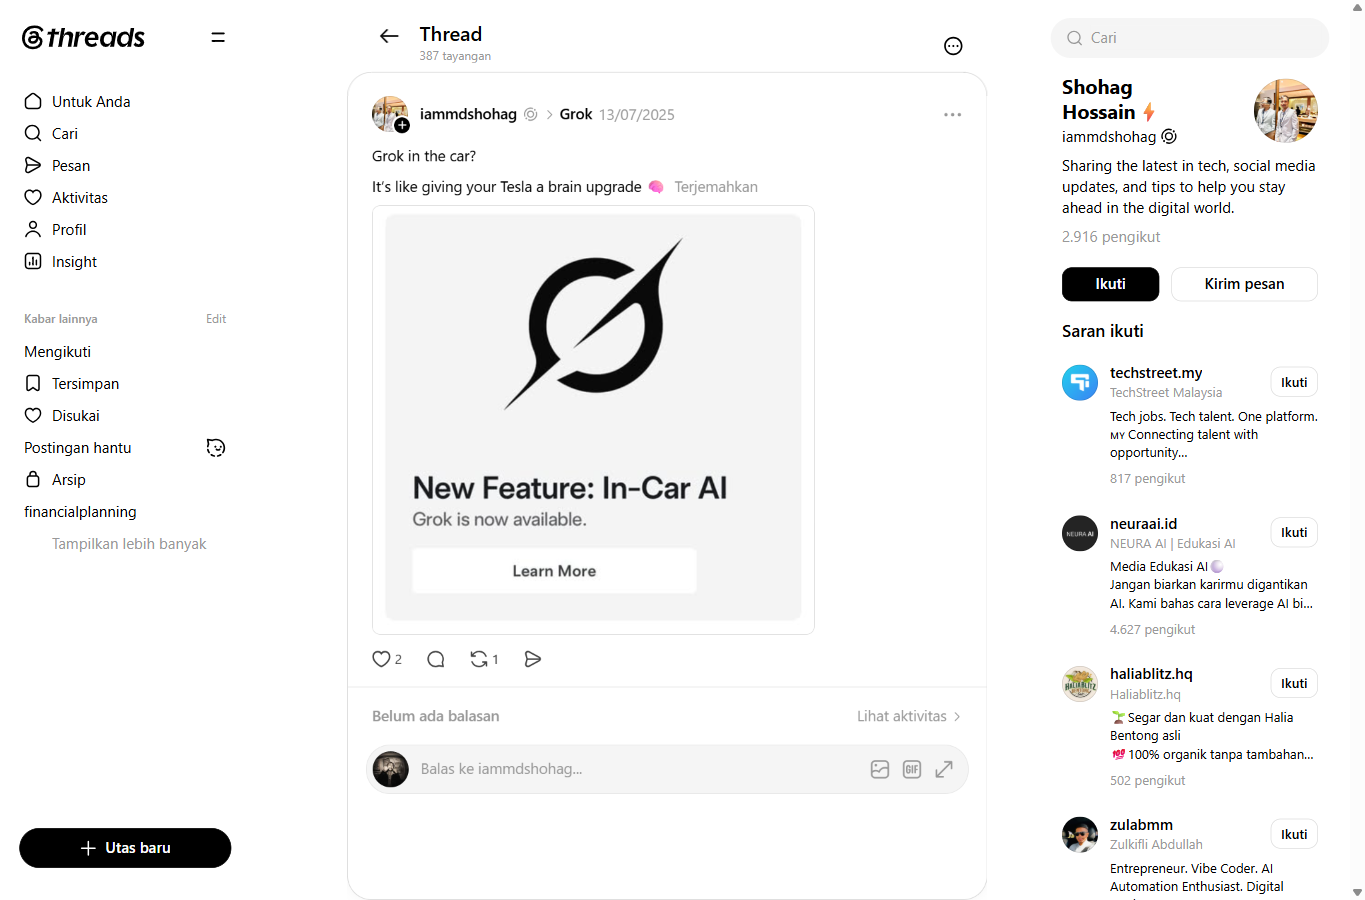 threads
Untuk Anda
Cari
Pesan
Aktivitas
Profil
Insight
Kabar lainnya
Edit
Mengikuti
Tersimpan
Disukai
Postingan hantu
Arsip
financialplanning
Tampilkan lebih banyak
Utas baru
Thread
387 tayangan
iammdshohag > Grok 13/07/2025
Grok in the car?
It's like giving your Tesla a brain upgrade 🧠 Terjemahkan
New Feature: In-Car AI
Grok is now available.
Learn More
2
1
Belum ada balasan
Lihat aktivitas
Balas ke iammdshohag...
GIF
Cari
Shohag
Hossain ⚡
iammdshohag
Sharing the latest in tech, social media
updates, and tips to help you stay
ahead in the digital world.
2.916 pengikut
Ikuti
Kirim pesan
Saran ikuti
techstreet.my
TechStreet Malaysia
Ikuti
Tech jobs. Tech talent. One platform.
🇲🇾 Connecting talent with
opportunity...
817 pengikut
NEURA AI
neuraai.id
NEURA AI | Edukasi AI
Ikuti
Media Edukasi AI
Jangan biarkan karirmu digantikan
AI. Kami bahas cara leverage AI bi...
4.627 pengikut
HALIABLITZ
haliablitz.hq
Haliablitz.hq
Ikuti
🌱Segar dan kuat dengan Halia
Bentong asli
💯 100% organik tanpa tambahan...
502 pengikut
zulabmm
Zulkifli Abdullah
Ikuti
Entrepreneur. Vibe Coder. AI
Automation Enthusiast. Digital